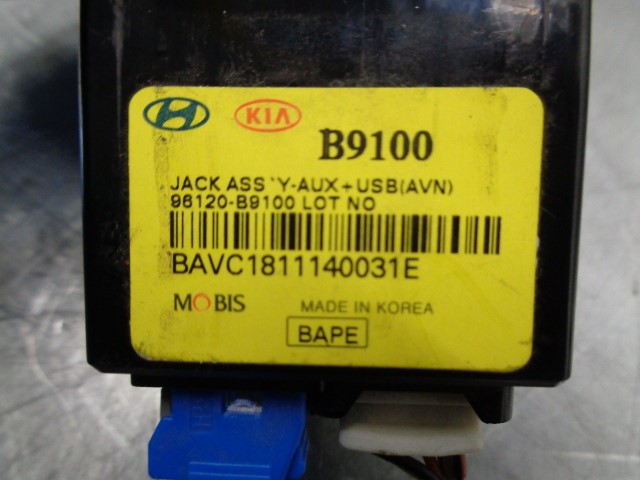 KIA
B9100
JACK ASS'Y-AUX+USB(AVN)
96120-B9100 LOT NO
BAVC1811140031E
MOBIS MADE IN KOREA
BAPE